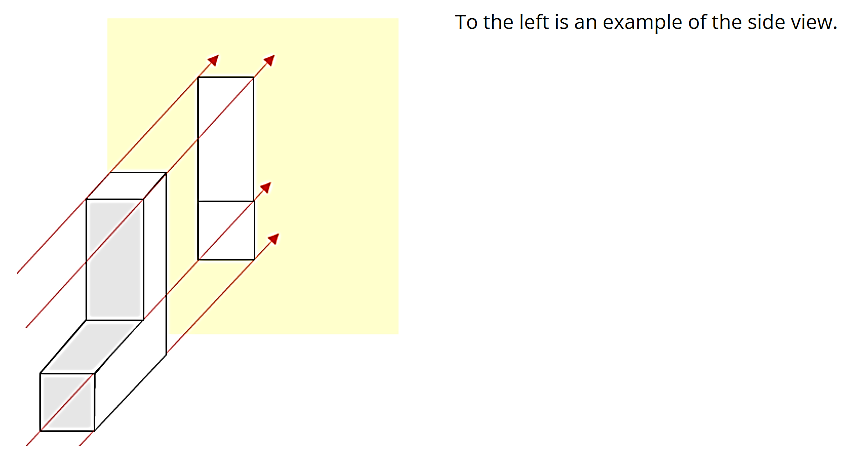 To the left is an example of the side view.